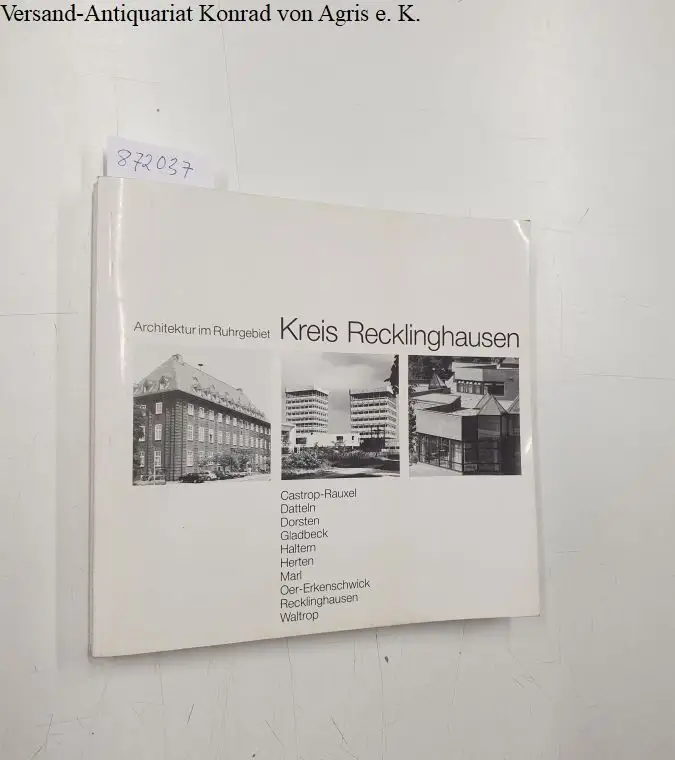 Versand-Antiquariat Konrad von Agris e. K.
872037
Architektur im Ruhrgebiet Kreis Recklinghausen
Castrop-Rauxel
Datteln
Dorsten
Gladbeck
Haltern
Herten
Marl
Oer-Erkenschwick
Recklinghausen
Waltrop